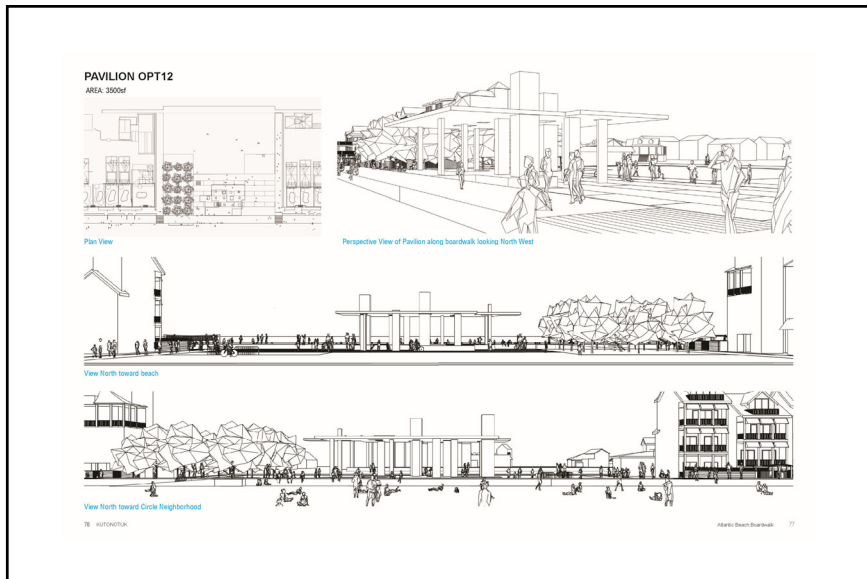 PAVILION OPT12
AREA: 3500sf
Plan View
Perspective View of Pavilion along boardwalk looking North West
View North toward beach
View North toward Circle Neighborhood
76 KUTONOTUK
Atlantic Beach Boardwalk 77